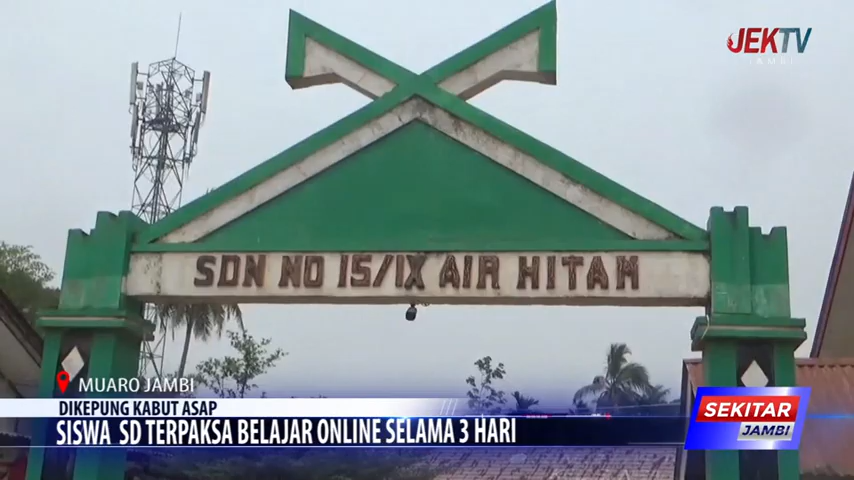 JEKTV
JAMBI
SDN NO 15/IX AIR HITAM
MUARO JAMBI
DIKEPUNG KABUT ASAP
SISWA SD TERPAKSA BELAJAR ONLINE SELAMA 3 HARI
SEKITAR
JAMBI